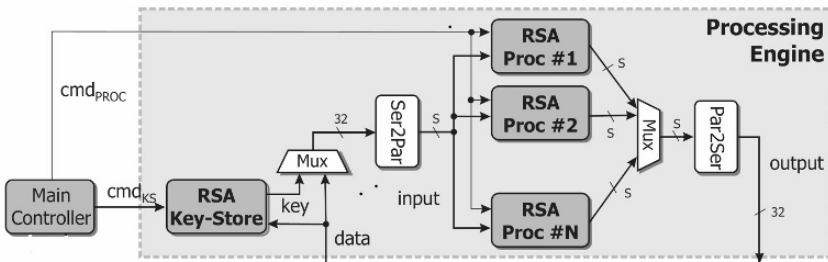 Processing
Engine
RSA
Proc #1
S
cmdPROC
32
Ser2Par
S
RSA
Proc #2
S
Mux
S
Par2Ser
output
Mux
Main
Controller
cmdKS
RSA
Key-Store
key
input
RSA
Proc #N
S
32
data